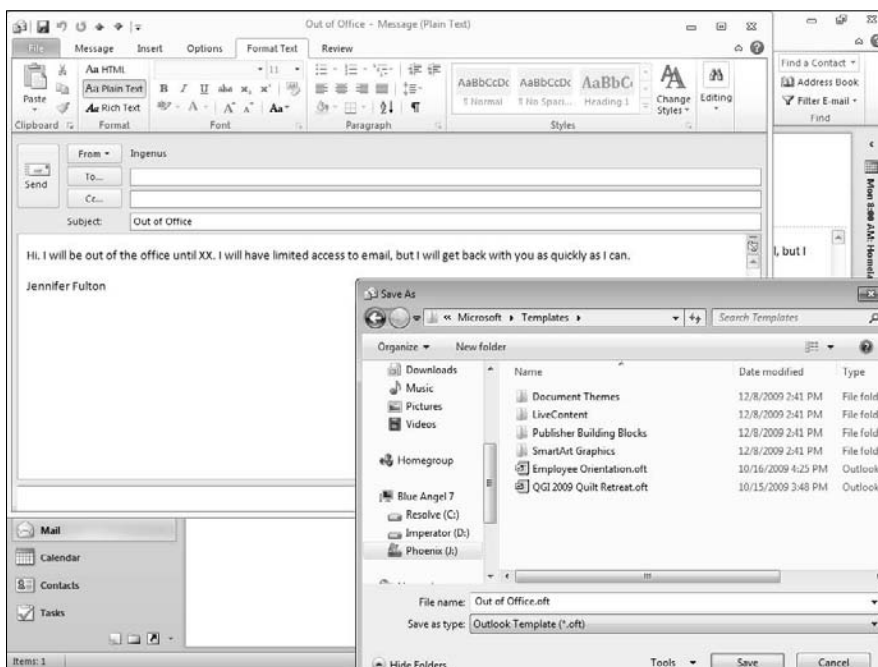 Out of Office - Message (Plain Text)
File Message Insert Options Format Text Review
Paste
Clipboard
Aa HTML
Aa Plain Text
Aa Rich Text
Format
11
B I U abc x, x'
A A A Aa
Font
Paragraph
AaBbCcDc AaBbCcDc AaBbC
¶ Normal ¶ No Spaci... Heading 1
Change Styles
Styles
Editing
Find a Contact
Address Book
Filter E-mail
Find
Send
From Ingenus
To...
Cc...
Subject: Out of Office
Hi. I will be out of the office until XX. I will have limited access to email, but I will get back with you as quickly as I can.
Jennifer Fulton
l, but I
Mon 8:00 AM: Homela
Save As
« Microsoft Templates
Search Templates
Organize New folder
Name Date modified Type
Downloads
Music
Pictures
Videos
Homegroup
Blue Angel 7
Resolve (C:)
Imperator (D:)
Phoenix (J:)
Document Themes 12/8/2009 2:41 PM File fold
LiveContent 12/8/2009 2:41 PM File fold
Publisher Building Blocks 12/8/2009 2:41 PM File fold
SmartArt Graphics 12/8/2009 2:41 PM File fold
Employee Orientation.oft 10/16/2009 4:25 PM Outlook
QGI 2009 Quilt Retreat.oft 10/15/2009 3:48 PM Outlook
File name: Out of Office.oft
Save as type: Outlook Template (*.oft)
Hide Folders Tools Save Cancel
Mail
Calendar
Contacts
Tasks
Items: 1